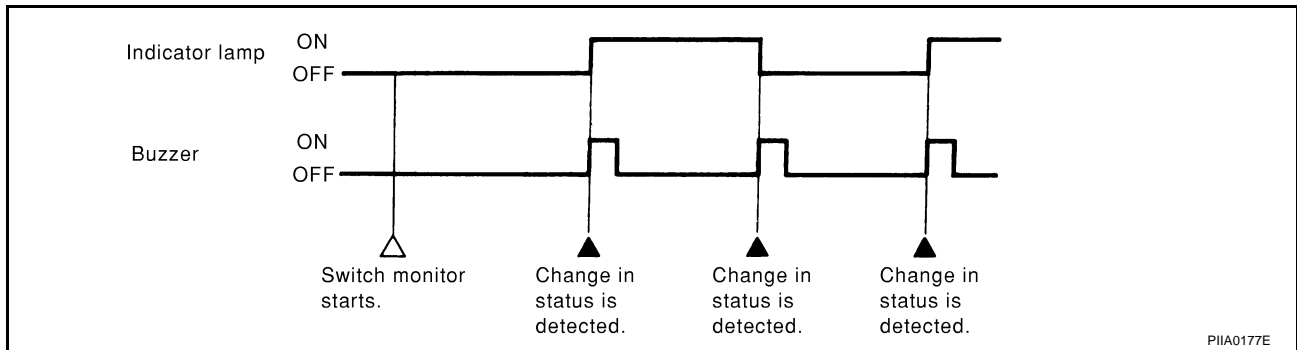 ON
Indicator lamp
OFF
ON
Buzzer
OFF
Switch monitor
starts.
Change in
status is
detected.
Change in
status is
detected.
Change in
status is
detected.
PIIA0177E